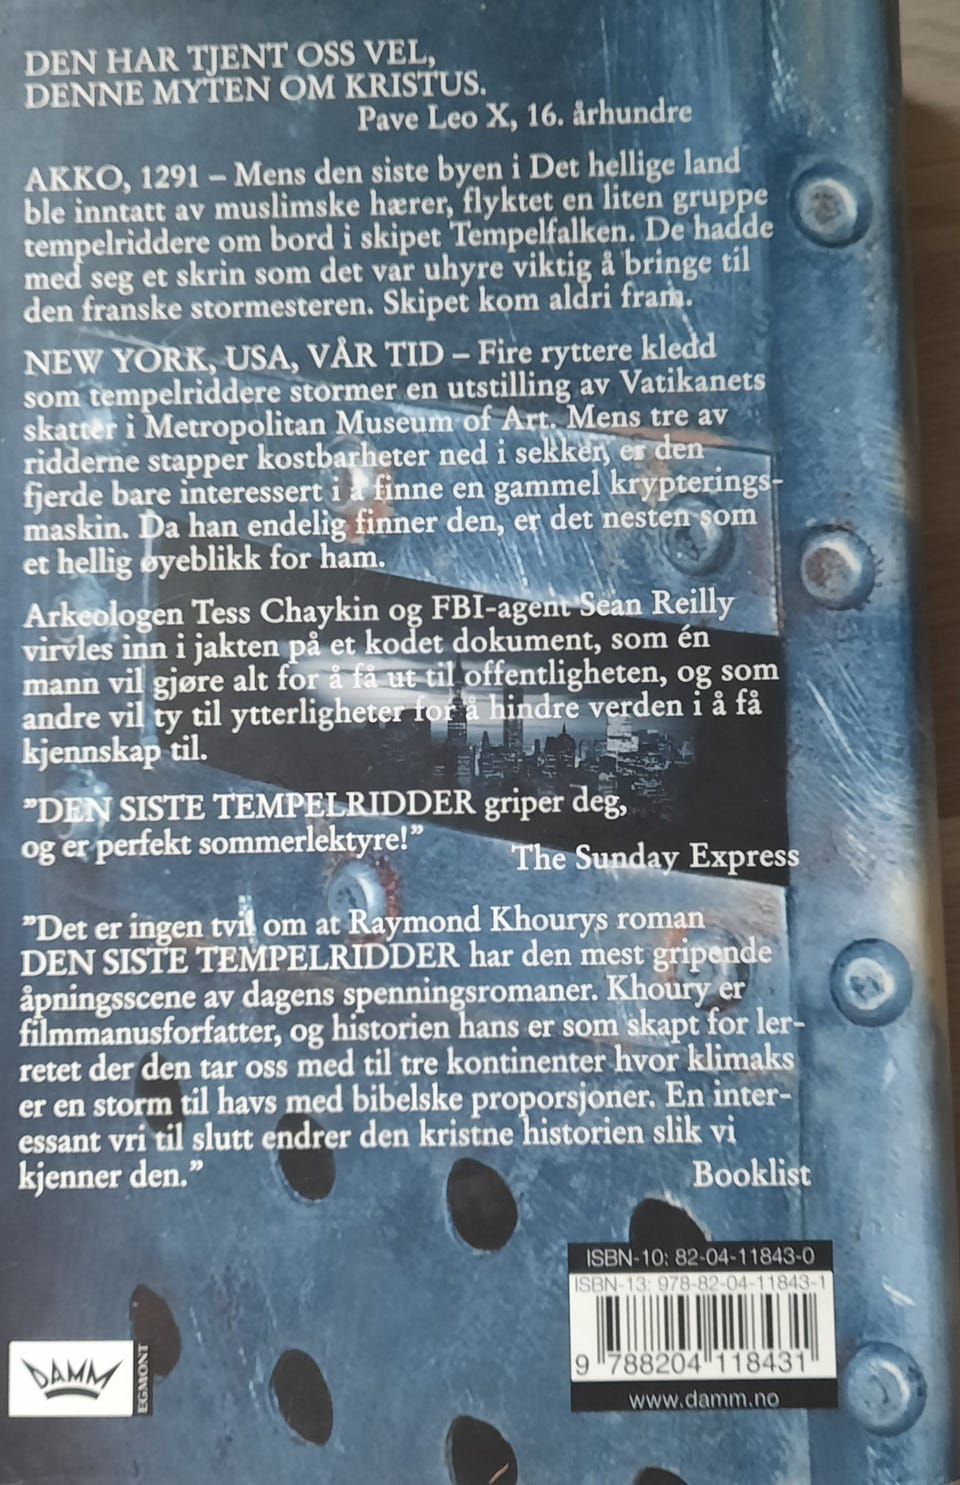 DEN HAR TJENT OSS VEL,
DENNE MYTEN OM KRISTUS.
Pave Leo X, 16. århundre
AKKO, 1291 – Mens den siste byen i Det hellige land
ble inntatt av muslimske hærer, flyktet en liten gruppe
tempelriddere om bord i skipet Tempelfalken. De hadde
med seg et skrin som det var uhyre viktig å bringe til
den franske stormesteren. Skipet kom aldri fram.
NEW YORK, USA, VÅR TID – Fire ryttere kledd
som tempelriddere stormer en utstilling av Vatikanets
skatter i Metropolitan Museum of Art. Mens tre av
ridderne stapper kostbarheter ned i sekker, er den
fjerde bare interessert i å finne en gammel krypterings-
maskin. Da han endelig finner den, er det nesten som
et hellig øyeblikk for ham.
Arkeologen Tess Chaykin og FBI-agent Sean Reilly
virvles inn i jakten på et kodet dokument, som én
mann vil gjøre alt for å få ut til offentligheten, og som
andre vil ty til ytterligheter for å hindre verden i å få
kjennskap til.
”DEN SISTE TEMPELRIDDER griper deg,
og er perfekt sommerlektyre!”
The Sunday Express
”Det er ingen tvil om at Raymond Khourys roman
DEN SISTE TEMPELRIDDER har den mest gripende
åpningsscene av dagens spenningsromaner. Khoury er
filmmanusforfatter, og historien hans er som skapt for ler-
retet der den tar oss med til tre kontinenter hvor klimaks
er en storm til havs med bibelske proporsjoner. En inter-
essant vri til slutt endrer den kristne historien slik vi
kjenner den.”
Booklist
ISBN-10: 82-04-11843-0
ISBN-13: 978-82-04-11843-1
9 788204 118431
www.damm.no
DAMM
EGMONT